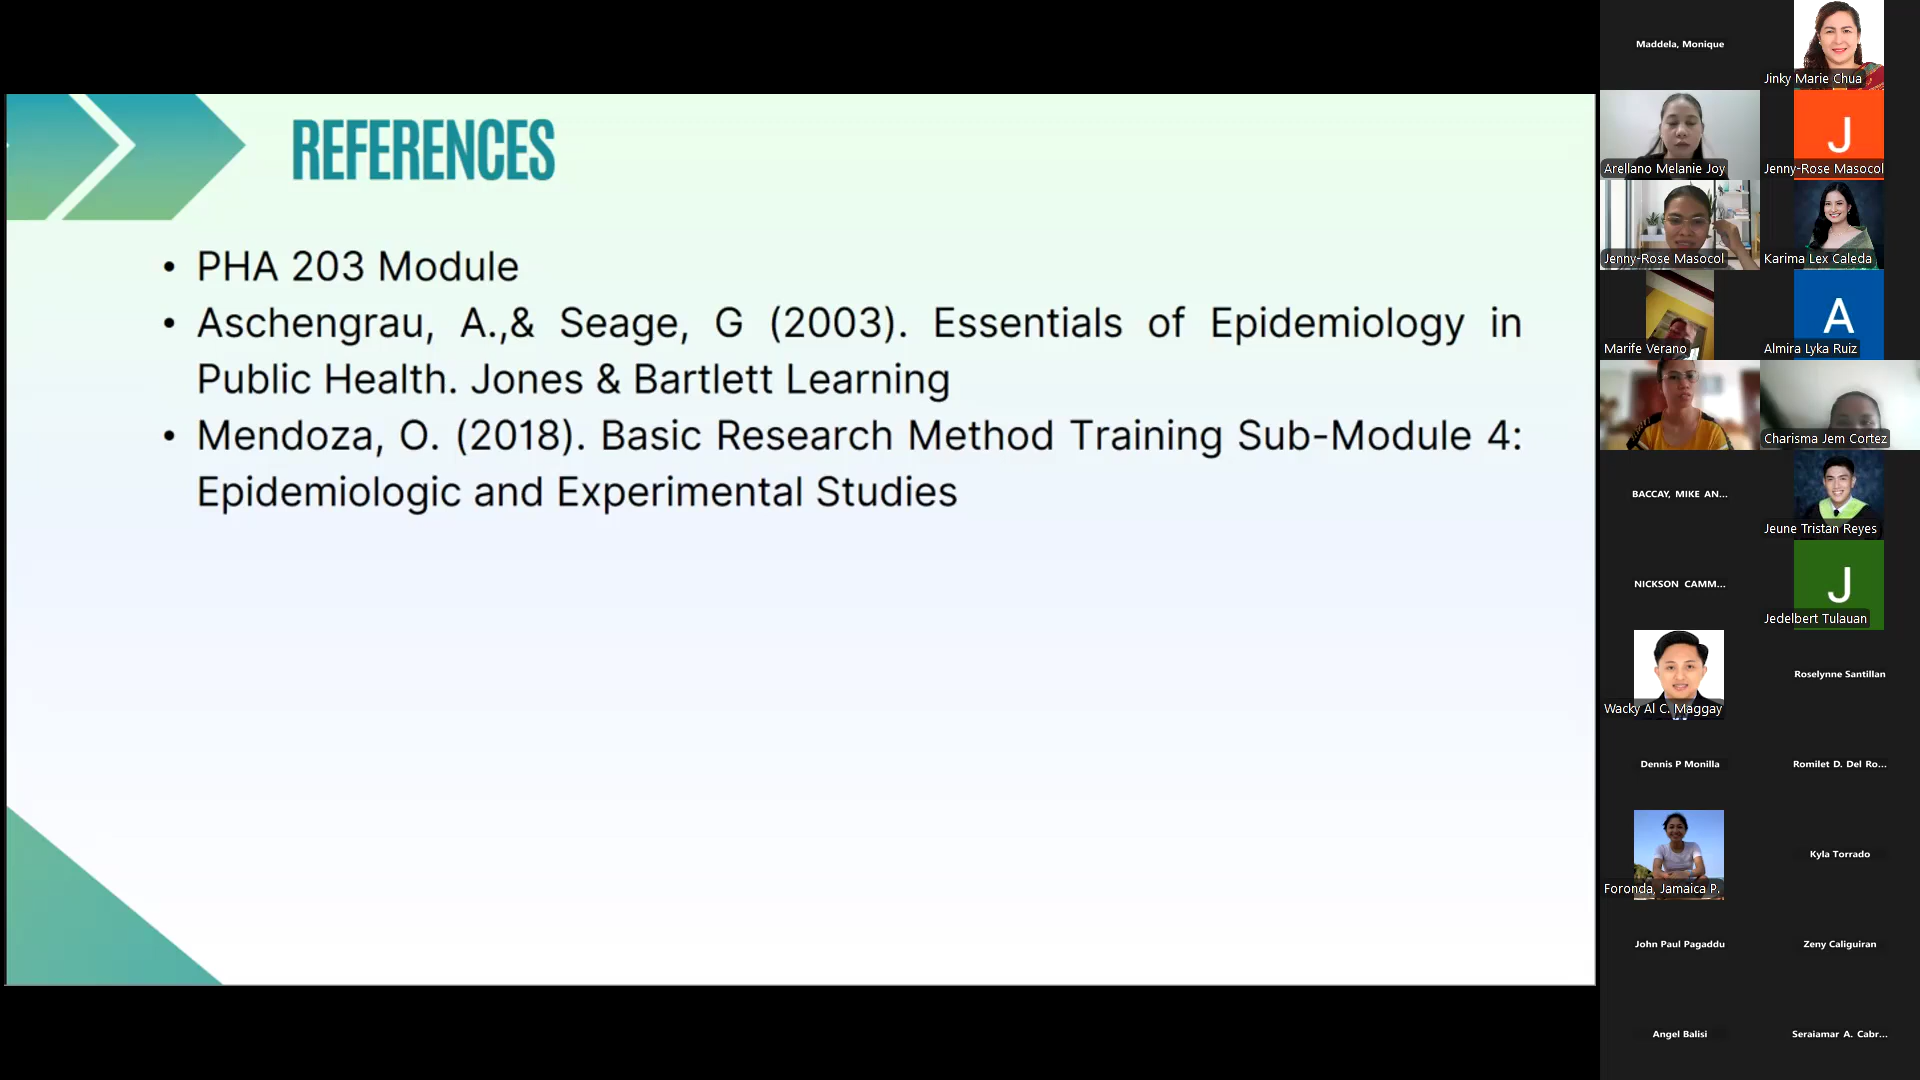 REFERENCES
• PHA 203 Module
• Aschengrau, A.,& Seage, G (2003). Essentials of Epidemiology in
Public Health. Jones & Bartlett Learning
• Mendoza, O. (2018). Basic Research Method Training Sub-Module 4:
Epidemiologic and Experimental Studies
Maddela, Monique
Jinky Marie Chua
Arellano Melanie Joy
J
Jenny-Rose Masocol
Jenny-Rose Masocol
Karima Lex Caleda
Marife Verano
A
Almira Lyka Ruiz
Charisma Jem Cortez
BACCAY, MIKE AN...
Jeune Tristan Reyes
NICKSON CAMM...
J
Jedelbert Tulauan
Wacky Al C. Maggay
Roselynne Santillan
Dennis P Monilla
Romilet D. Del Ro...
Foronda, Jamaica P.
Kyla Torrado
John Paul Pagaddu
Zeny Caliguiran
Angel Balisi
Seraiamar A. Cabr...